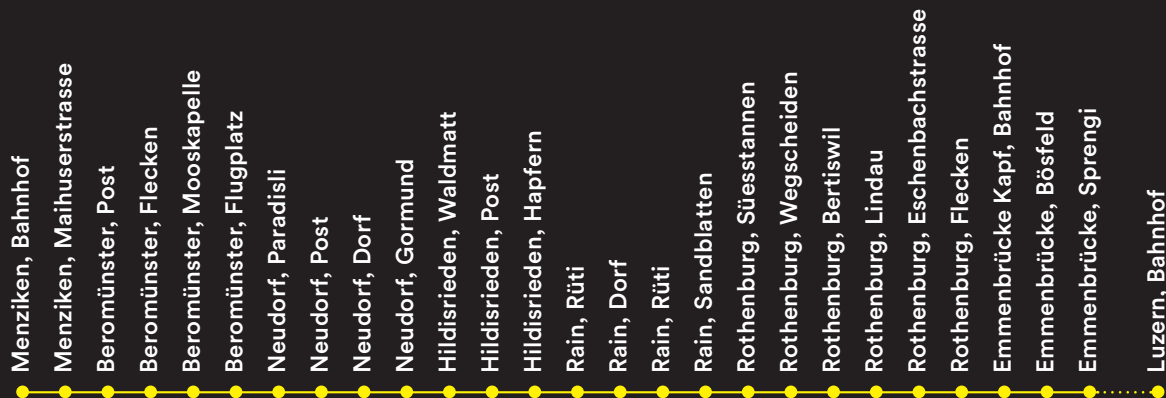 Menziken, Bahnhof
Menziken, Maihuserstrasse
Beromünster, Post
Beromünster, Flecken
Beromünster, Mooskapelle
Beromünster, Flugplatz
Neudorf, Paradisli
Neudorf, Post
Neudorf, Dorf
Neudorf, Gormund
Hildisrieden, Waldmatt
Hildisrieden, Post
Hildisrieden, Hapfern
Rain, Rüti
Rain, Dorf
Rain, Rüti
Rain, Sandblatten
Rothenburg, Süesstannen
Rothenburg, Wegscheiden
Rothenburg, Bertiswil
Rothenburg, Lindau
Rothenburg, Eschenbachstrasse
Rothenburg, Flecken
Emmenbrücke Kapf, Bahnhof
Emmenbrücke, Bösfeld
Emmenbrücke, Sprengi
Luzern, Bahnhof